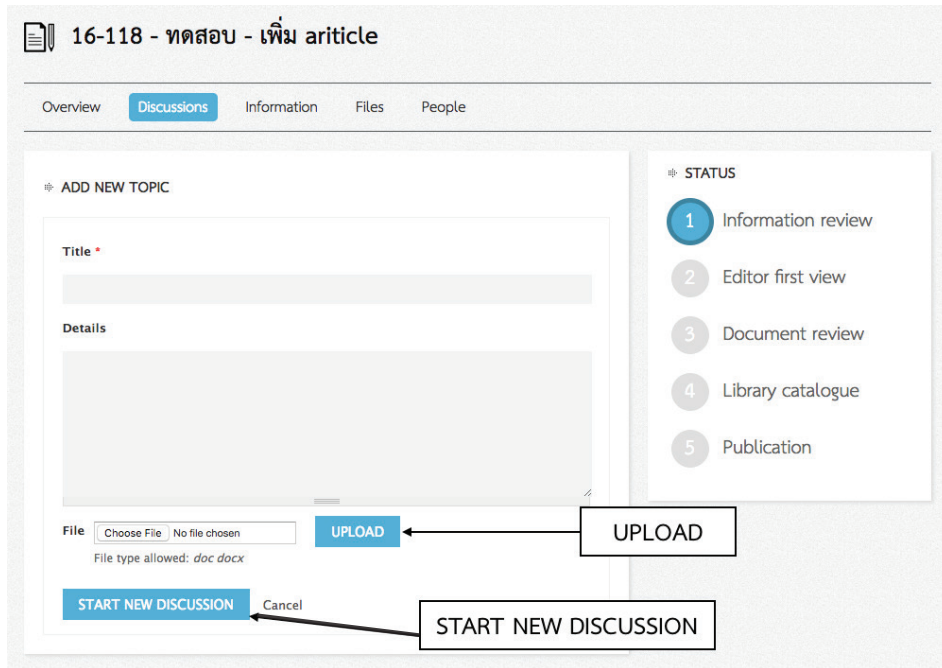 16-118 - ทดสอบ - เพิ่ม ariticle
Overview Discussions Information Files People
ADD NEW TOPIC
Title *
Details
File Choose File No file chosen UPLOAD
File type allowed: doc docx
START NEW DISCUSSION Cancel
STATUS
1 Information review
2 Editor first view
3 Document review
4 Library catalogue
5 Publication
UPLOAD
START NEW DISCUSSION